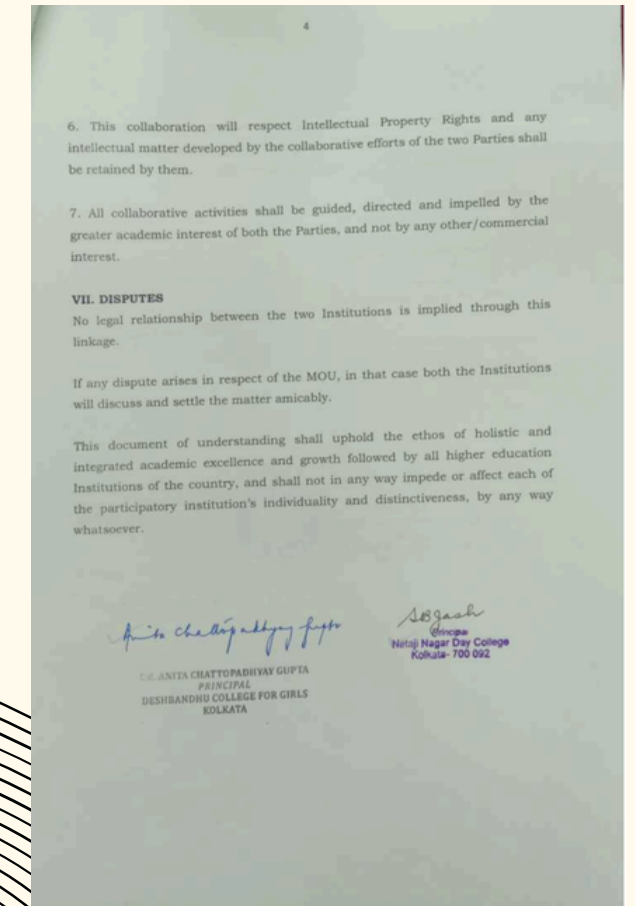 4
6. This collaboration will respect Intellectual Property Rights and any
intellectual matter developed by the collaborative efforts of the two Parties shall
be retained by them.
7. All collaborative activities shall be guided, directed and impelled by the
greater academic interest of both the Parties, and not by any other/commercial
interest.
VII. DISPUTES
No legal relationship between the two Institutions is implied through this
linkage.
If any dispute arises in respect of the MOU, in that case both the Institutions
will discuss and settle the matter amicably.
This document of understanding shall uphold the ethos of holistic and
integrated academic excellence and growth followed by all higher education
Institutions of the country, and shall not in any way impede or affect each of
the participatory institution's individuality and distinctiveness, by any way
whatsoever.
Anita Chattopadhyay Gupta
ANITA CHATTOPADHYAY GUPTA
PRINCIPAL
DESHBANDHU COLLEGE FOR GIRLS
KOLKATA
Principal
Netaji Nagar Day College
Kolkata- 700 092